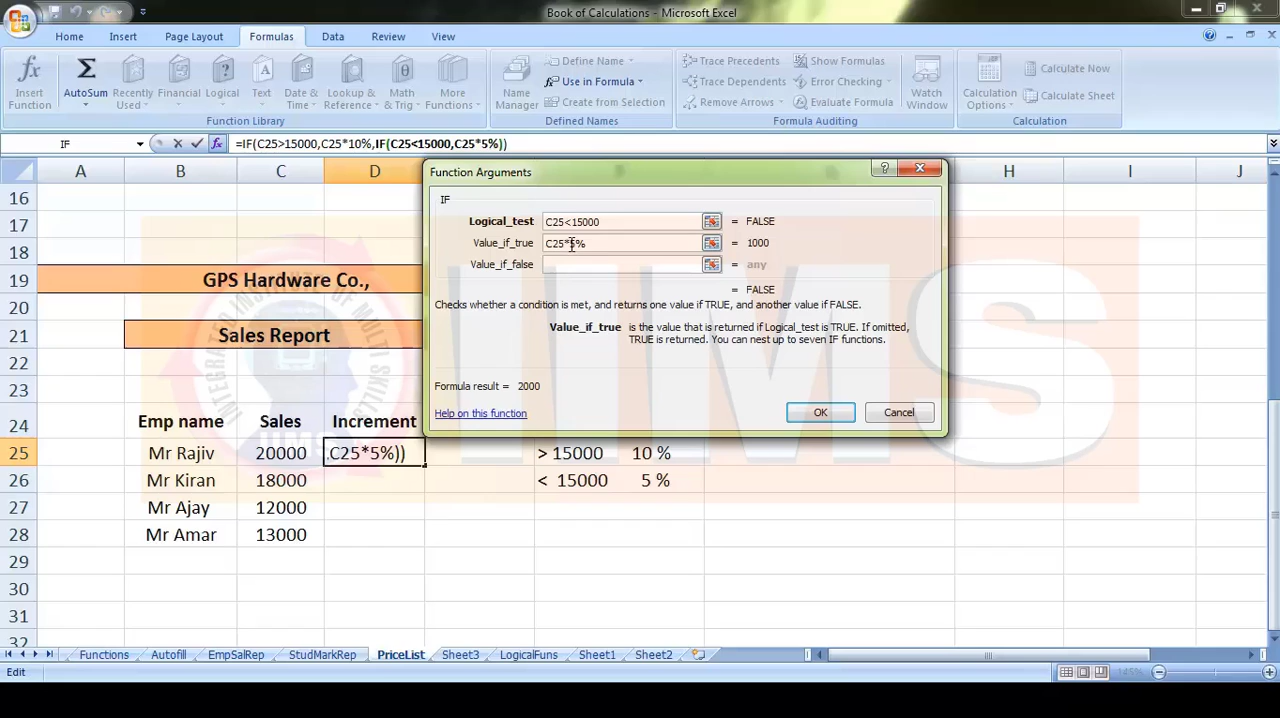 Book of Calculations - Microsoft Excel
Home Insert Page Layout Formulas Data Review View
Insert Function
AutoSum
Recently Used
Financial
Logical
Text
Date & Time
Lookup & Reference
Math & Trig
More Functions
Function Library
Name Manager
Define Name
Use in Formula
Create from Selection
Defined Names
Trace Precedents
Trace Dependents
Remove Arrows
Show Formulas
Error Checking
Evaluate Formula
Formula Auditing
Watch Window
Calculation Options
Calculate Now
Calculate Sheet
Calculation
IF fx =IF(C25>15000,C25*10%,IF(C25<15000,C25*5%))
A B C D F H I J
Function Arguments
IF
Logical_test C25<15000 = FALSE
Value_if_true C25*5% = 1000
Value_if_false = any
= FALSE
Checks whether a condition is met, and returns one value if TRUE, and another value if FALSE.
Value_if_true is the value that is returned if Logical_test is TRUE. If omitted,
TRUE is returned. You can nest up to seven IF functions.
Formula result = 2000
Help on this function
OK Cancel
16
17
18
19 GPS Hardware Co.,
20
21 Sales Report
22
23
24 Emp name Sales Increment
25 Mr Rajiv 20000 C25*5%)) > 15000 10 %
26 Mr Kiran 18000 < 15000 5 %
27 Mr Ajay 12000
28 Mr Amar 13000
29
30
31
32
INTEGRATED INSTITUTE OF MULTI SKILLS
IIMS
IIMS
Functions Autofill EmpSalRep StudMarkRep PriceList Sheet3 LogicalFuns Sheet1 Sheet2
Edit 145%